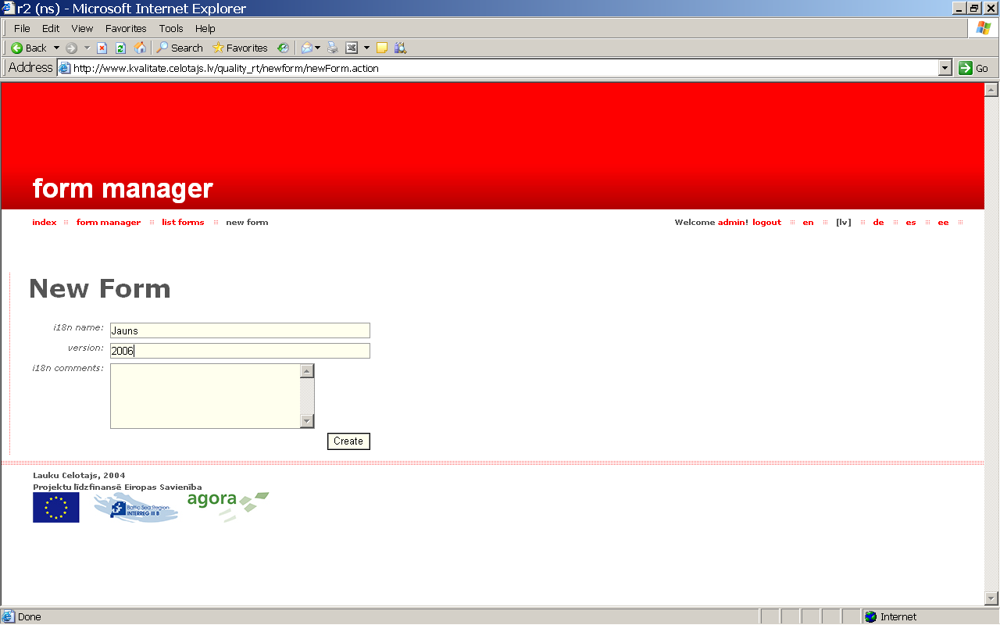 r2 (ns) - Microsoft Internet Explorer
File Edit View Favorites Tools Help
Back Search Favorites
Address http://www.kvalitate.celotajs.lv/quality_rt/newform/newForm.action Go
form manager
index form manager list forms new form Welcome admin! logout en [lv] de es ee
New Form
i18n name: Jauns
version: 2006
i18n comments:
Create
Lauku Celotajs, 2004
Projektu līdzfinansē Eiropas Savienība
Baltic Sea Region
INTERREG III B
agora
Done Internet